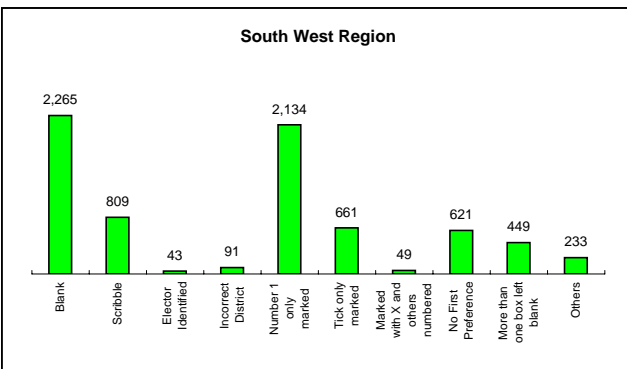 South West Region
2,265
809
43
91
2,134
661
49
621
449
233
Blank
Scribble
Elector
Identified
Incorrect
District
Number 1
only
marked
Tick only
marked
Marked
with X and
others
numbered
No First
Preference
More than
one box left
blank
Others